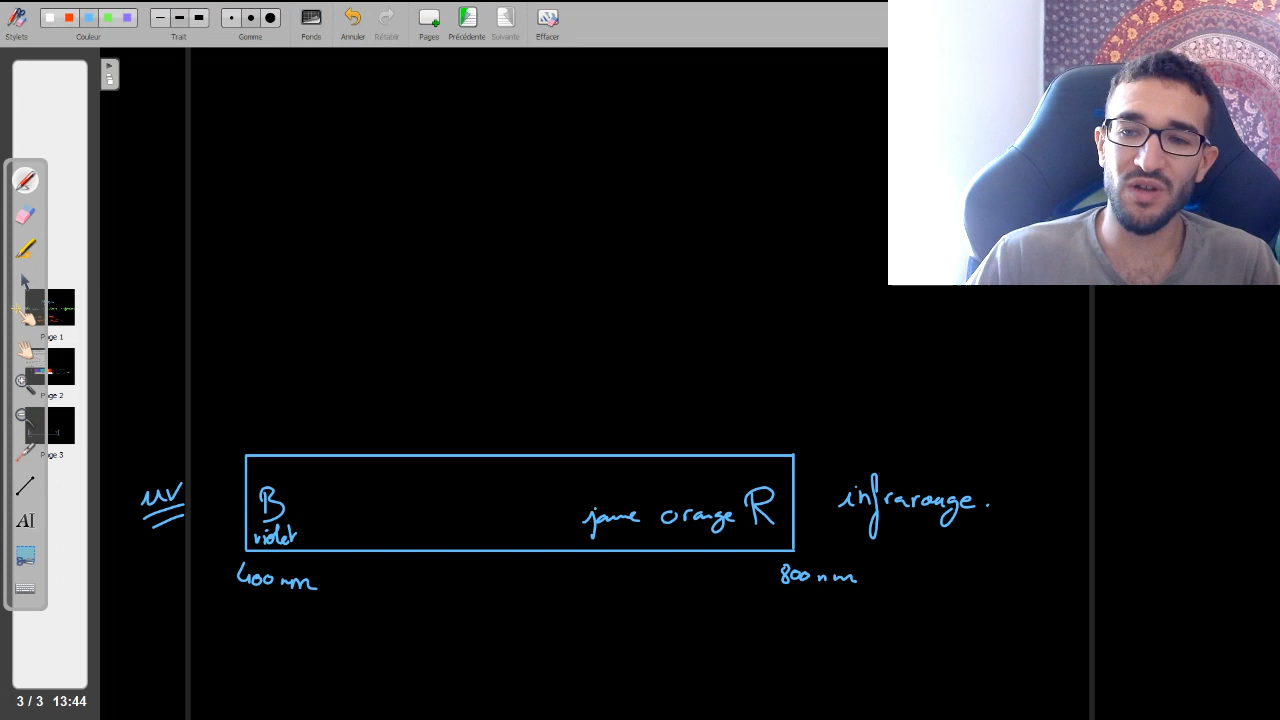 Stylets
Couleur
Trait
Gomme
Fonds
Annuler
Rétablir
Pages
Précédente
Suivante
Effacer
Page 1
Page 2
Page 3
AI
UV
B
violet
jaune orange R
infrarouge.
400 nm
800 nm
3 / 3 13:44